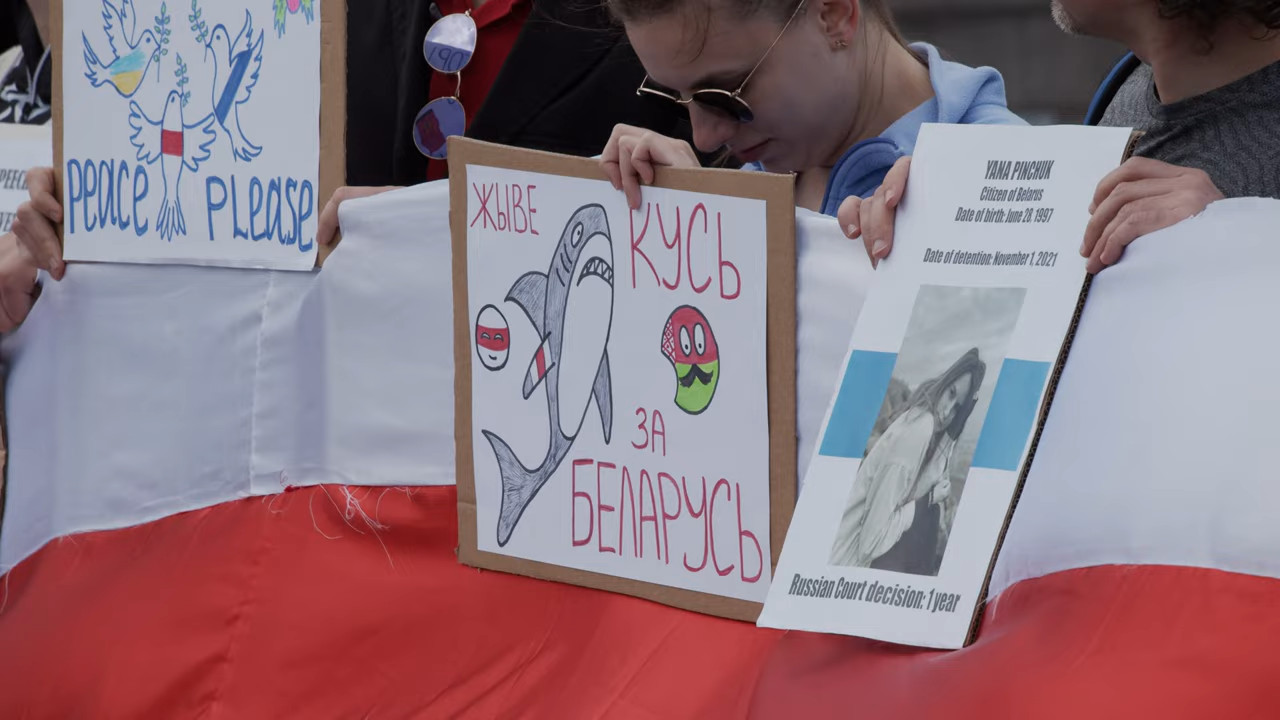 Peace Please
ЖЫВЕ
КУСЬ
ЗА
БЕЛАРУСЬ
YANA PINCHUK
Citizen of Belarus
Date of birth: June 28, 1997
Date of detention: November 1, 2021
Russian Court decision: 1 year